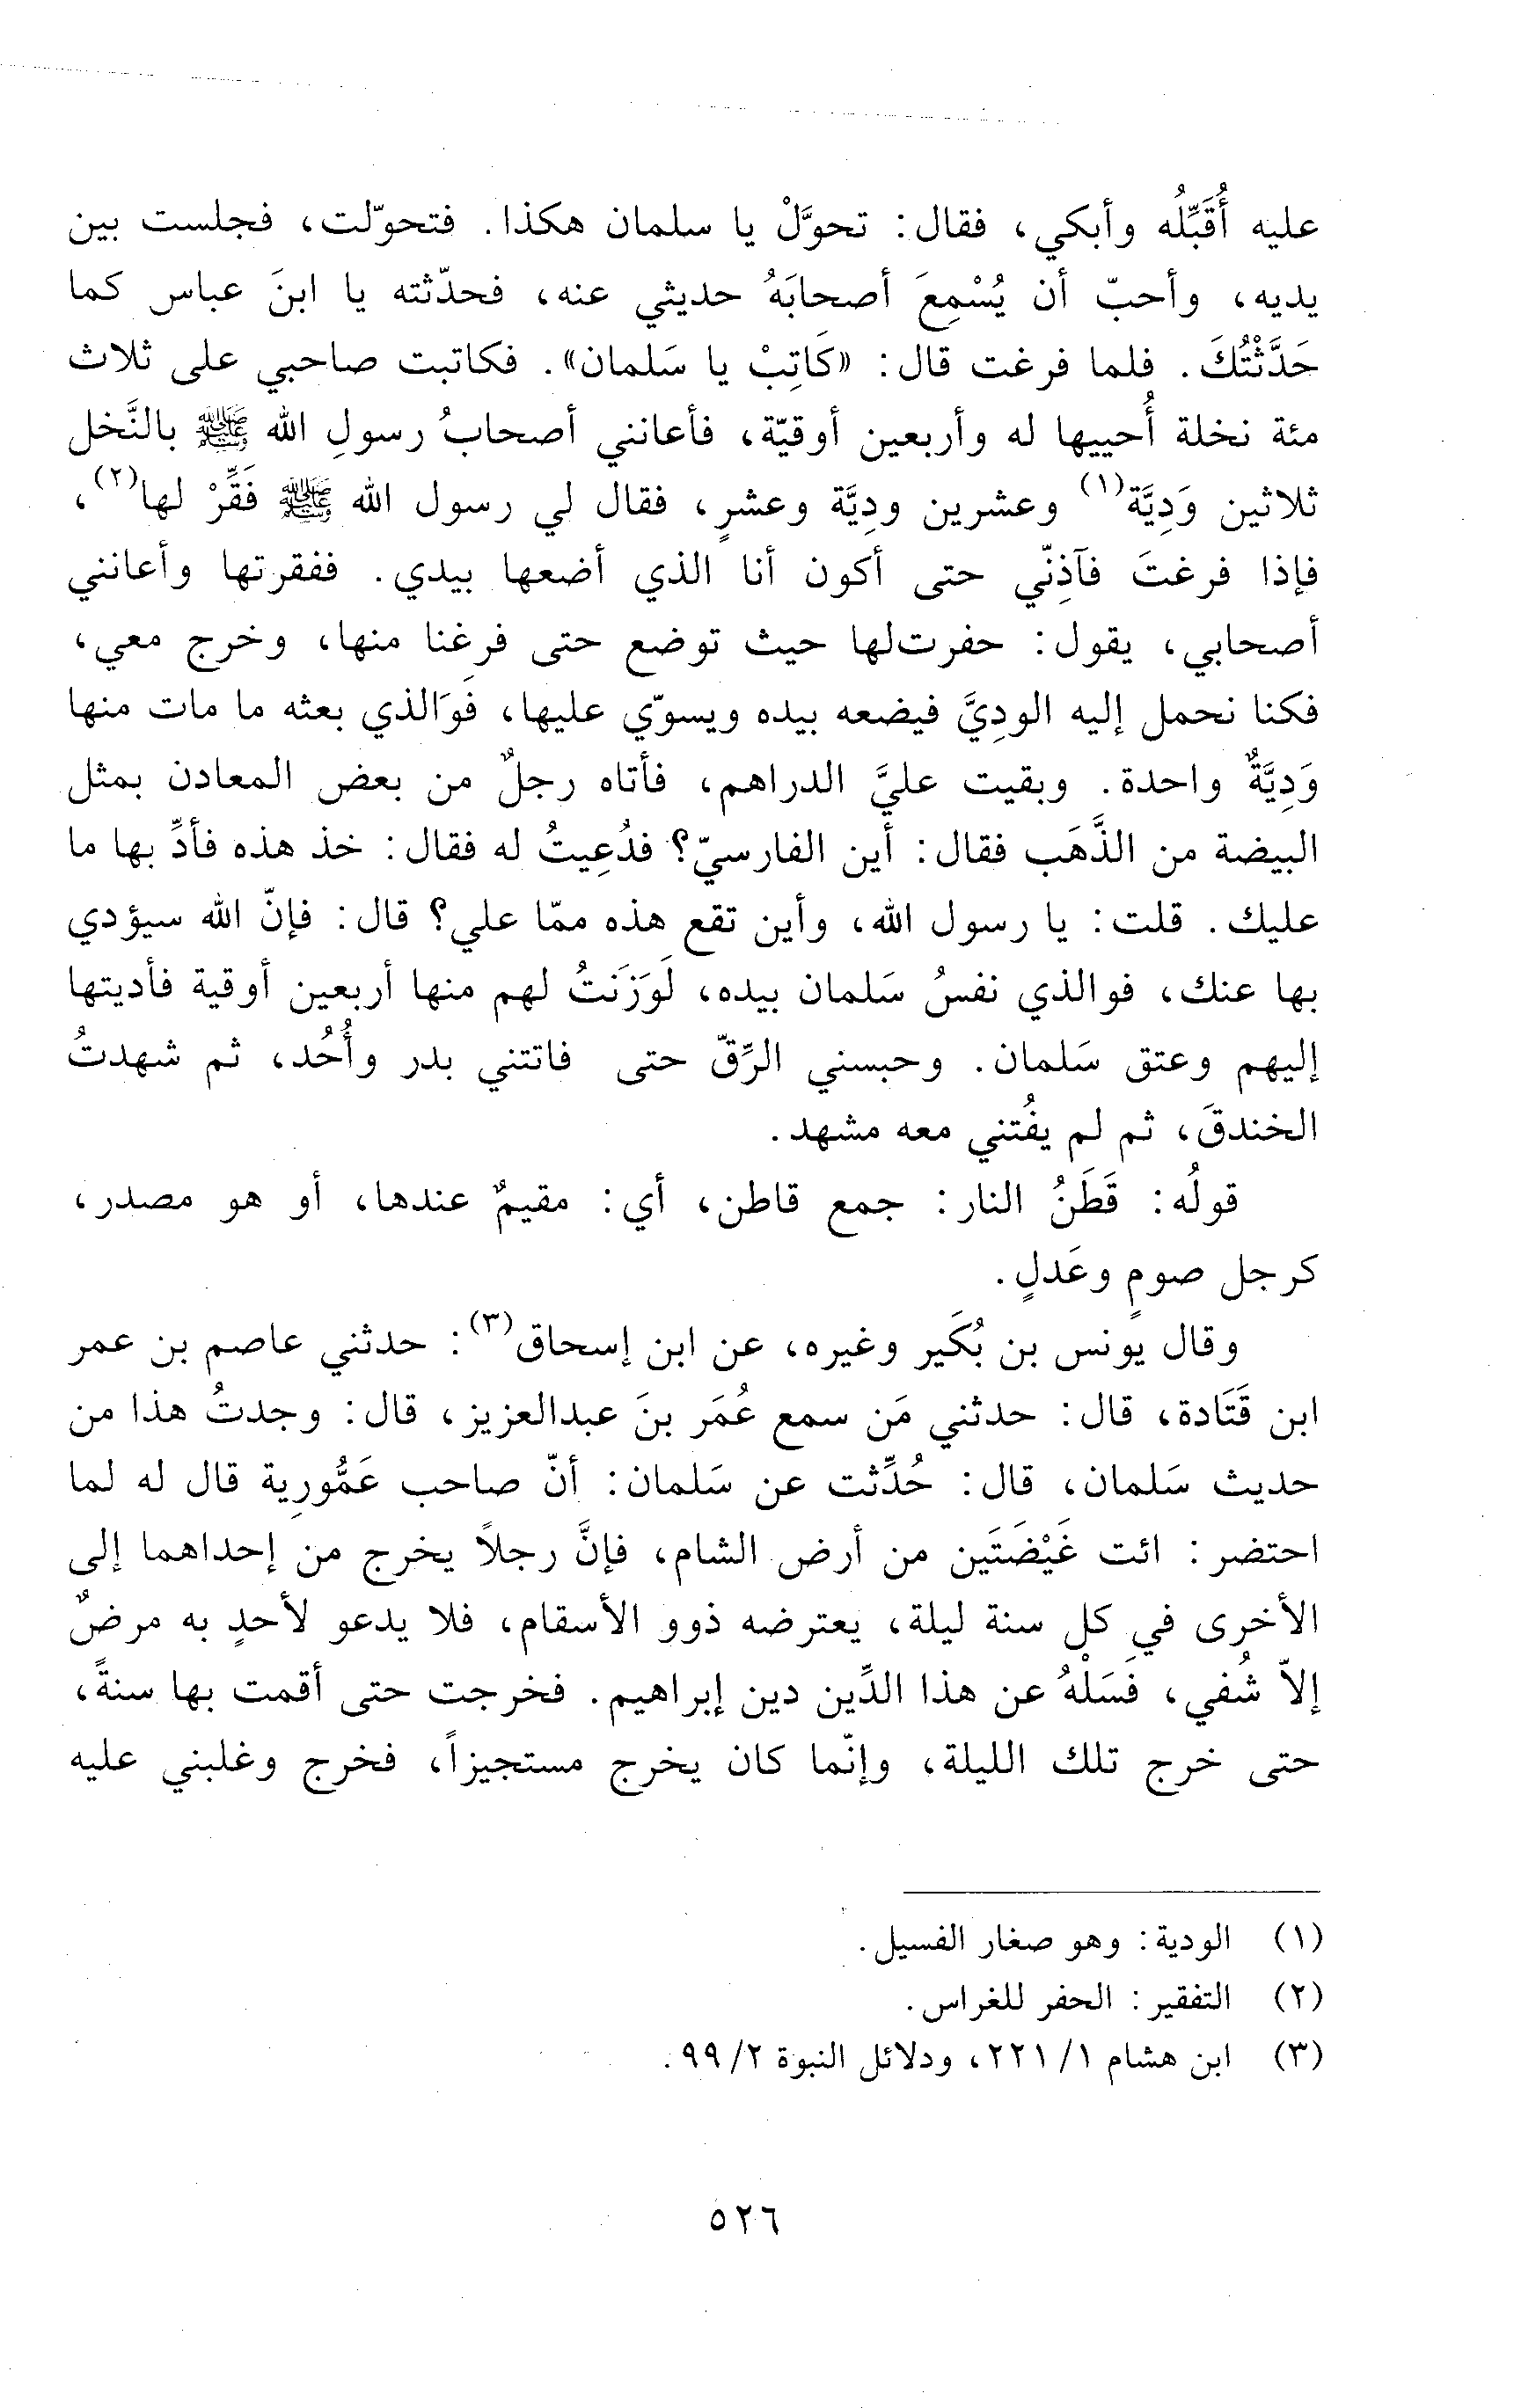 عليه أُقَبِّلُه وأبكي، فقال: تحوَّلْ يا سلمان هكذا. فتحوّلت، فجلست بين
يديه، وأحبّ أن يُسْمِعَ أصحابَهُ حديثي عنه، فحدّثته يا ابنَ عباس كما
حَدَّثْتُكَ. فلما فرغت قال: «كَاتِبْ يا سَلمان». فكاتبت صاحبي على ثلاث
مئة نخلة أُحييها له وأربعين أوقيّة، فأعانني أصحابُ رسولِ الله ﷺ بالنَّخل
ثلاثين وَدِيَّة(١) وعشرين ودِيَّة وعشرٍ، فقال لي رسول الله ﷺ فَقِّرْ لها(٢)،
فإذا فرغتَ فآذِنّي حتى أكون أنا الذي أضعها بيدي. ففقرتها وأعانني
أصحابي، يقول: حفرت لها حيث توضع حتى فرغنا منها، وخرج معي،
فكنا نحمل إليه الودِيَّ فيضعه بيده ويسوّي عليها، فَوَالذي بعثه ما مات منها
وَدِيَّةٌ واحدة. وبقيت عليَّ الدراهم، فأتاه رجلٌ من بعض المعادن بمثل
البيضة من الذَّهَب فقال: أين الفارسيّ؟ فدُعِيتُ له فقال: خذ هذه فأدِّ بها ما
عليك. قلت: يا رسول الله، وأين تقع هذه ممّا علي؟ قال: فإنّ الله سيؤدي
بها عنك، فوالذي نفسُ سَلمان بيده، لَوَزَنتُ لهم منها أربعين أوقية فأديتها
إليهم وعتق سَلمان. وحبسني الرِّقّ حتى فاتتني بدر وأُحُد، ثم شهدتُ
الخندقَ، ثم لم يفُتني معه مشهد.
قولُه: قَطَنُ النار: جمع قاطن، أي: مقيمٌ عندها، أو هو مصدر،
كرجل صومٍ وعَدلٍ.
وقال يونس بن بُكَير وغيره، عن ابن إسحاق(٣): حدثني عاصم بن عمر
ابن قَتَادة، قال: حدثني مَن سمع عُمَر بنَ عبدالعزيز، قال: وجدتُ هذا من
حديث سَلمان، قال: حُدِّثت عن سَلمان: أنّ صاحب عَمُّورِية قال له لما
احتضر: ائت غَيْضَتَين من أرض الشام، فإنَّ رجلاً يخرج من إحداهما إلى
الأخرى في كل سنة ليلة، يعترضه ذوو الأسقام، فلا يدعو لأحدٍ به مرضٌ
إلاّ شُفي، فَسَلْهُ عن هذا الدِّين دين إبراهيم. فخرجت حتى أقمت بها سنةً،
حتى خرج تلك الليلة، وإنّما كان يخرج مستجيزاً، فخرج وغلبني عليه
(١) الودية: وهو صغار الفسيل.
(٢) التفقير: الحفر للغراس.
(٣) ابن هشام ١/ ٢٢١، ودلائل النبوة ٢/ ٩٩.
٥٢٦